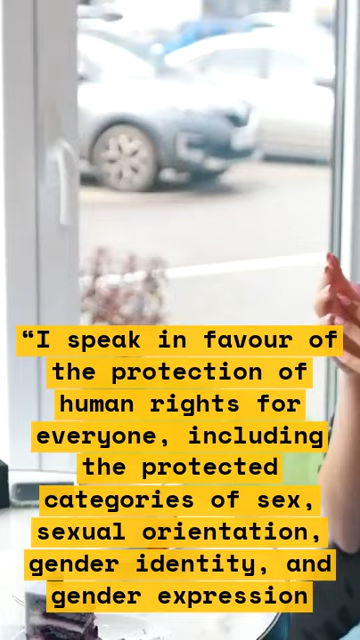 “I speak in favour of
the protection of
human rights for
everyone, including
the protected
categories of sex,
sexual orientation,
gender identity, and
gender expression